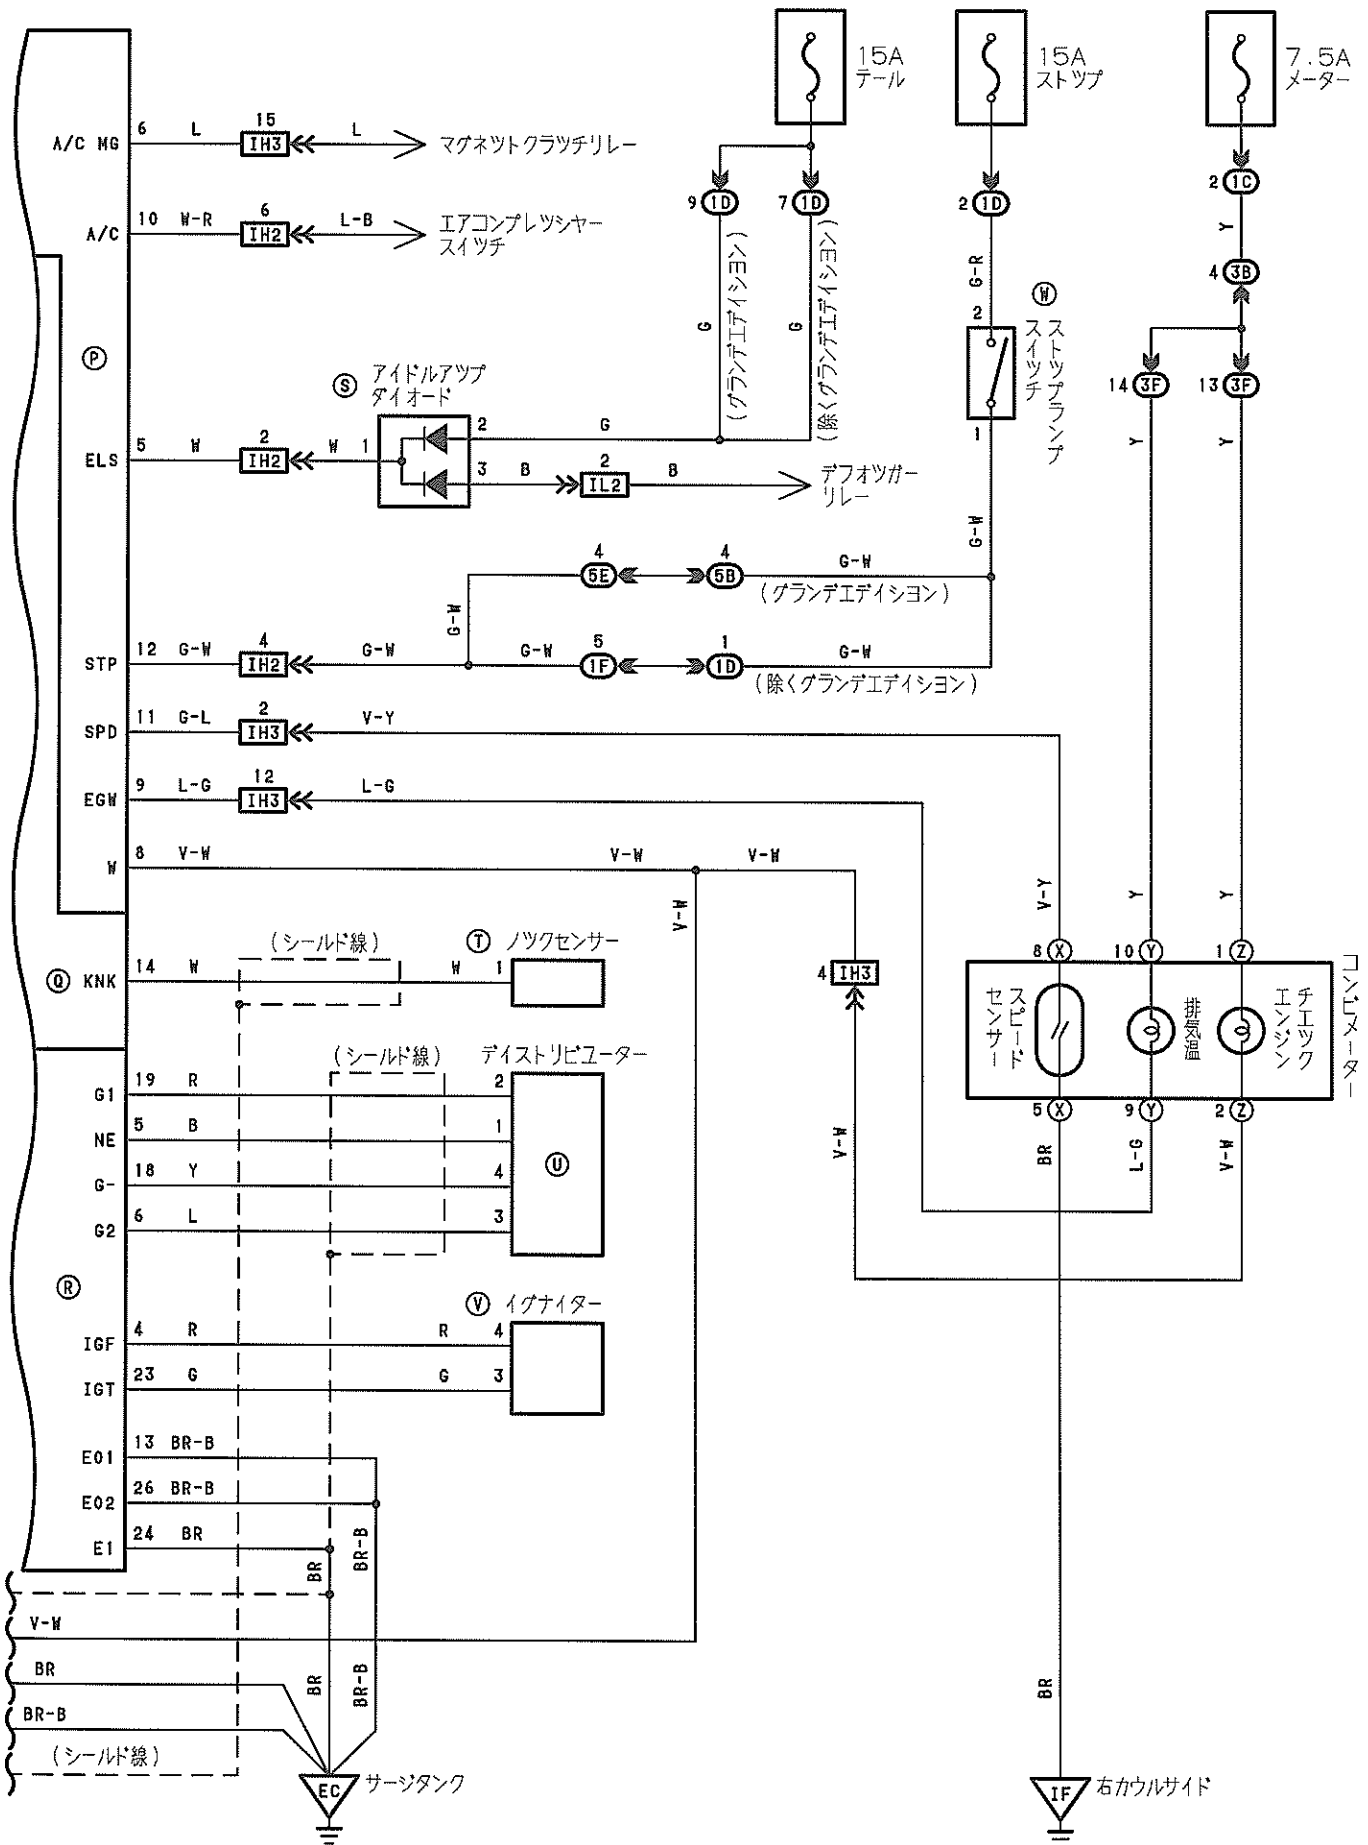 15A
テール
15A
ストップ
7.5A
メーター
A/C MG
6
L
15
IH3
L
マグネットクラッチリレー
9
1D
7
1D
2
1D
2
1C
A/C
10
W-R
6
IH2
L-B
エアコンプレッシャー
スイッチ
Y
4
3B
G
(グランデエディション)
G
(除くグランデエディション)
G-R
2
W
ストップランプ
スイッチ
1
P
S
アイドルアップ
ダイオード
14
3F
13
3F
ELS
5
W
2
IH2
W
1
2
G
3
B
2
IL2
B
デフォッガー
リレー
Y
Y
G-W
4
5E
4
5B
G-W
(グランデエディション)
G-W
STP
12
G-W
4
IH2
G-W
G-W
5
1F
1
1D
G-W
(除くグランデエディション)
SPD
11
G-L
2
IH3
V-Y
EGW
9
L-G
12
IH3
L-G
W
8
V-W
V-W
V-W
V-W
V-Y
Y
Y
Q
KNK
14
W
(シールド線)
W
1
T
ノックセンサー
4
IH3
8
X
10
Y
1
Z
コンビメーター
スピード
センサー
排気温
チェック
エンジン
5
X
9
Y
2
Z
(シールド線)
ディストリビューター
G1
19
R
2
NE
5
B
1
G-
18
Y
4
G2
6
L
3
U
V-W
BR
L-G
V-W
R
V
イグナイター
IGF
4
R
R
4
IGT
23
G
G
3
E01
13
BR-B
E02
26
BR-B
E1
24
BR
BR
BR-B
V-W
BR
BR
BR-B
BR
BR-B
(シールド線)
EC
サージタンク
IF
右カウルサイド